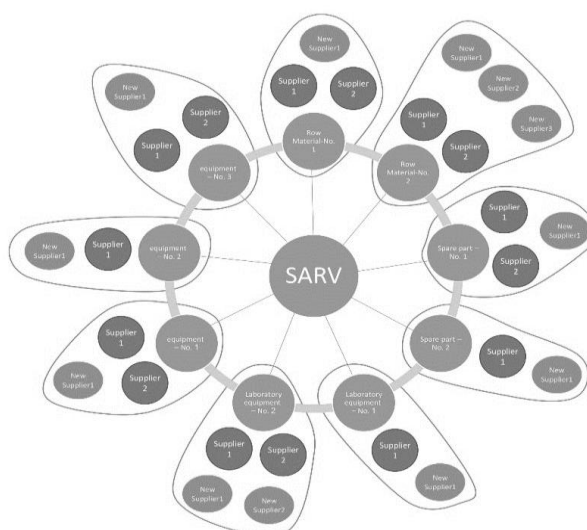 New
Supplier1
Supplier
1
Supplier
2
Row
Material-No.
1
New
Supplier1
New
Supplier2
New
Supplier3
Supplier
1
Supplier
2
Row
Material-No.
2
Supplier
1
New
Supplier1
Supplier
2
Spare part –
No. 1
Spare part –
No. 2
Supplier
1
New
Supplier1
Laboratory
equipment
– No. 1
Supplier
1
New
Supplier1
Laboratory
equipment
– No. 2
Supplier
1
Supplier
2
New
Supplier1
New
Supplier2
equipment
– No. 1
Supplier
1
New
Supplier1
Supplier
2
equipment
– No. 2
Supplier
1
New
Supplier1
equipment
– No. 3
New
Supplier1
Supplier
2
Supplier
1
SARV